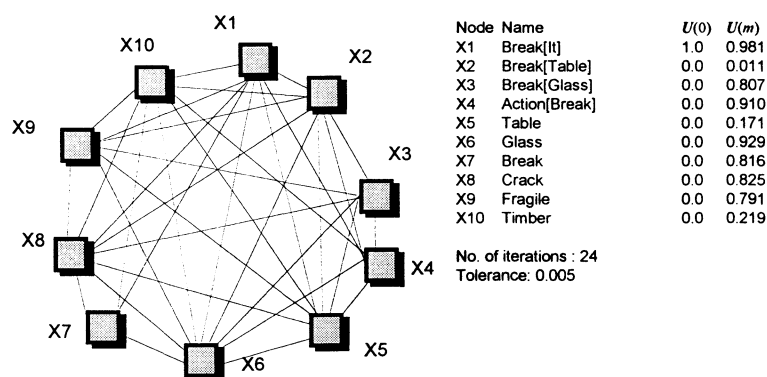 X1
X2
X3
X4
X5
X6
X7
X8
X9
X10
Node Name U(0) U(m)
X1 Break[It] 1.0 0.981
X2 Break[Table] 0.0 0.011
X3 Break[Glass] 0.0 0.807
X4 Action[Break] 0.0 0.910
X5 Table 0.0 0.171
X6 Glass 0.0 0.929
X7 Break 0.0 0.816
X8 Crack 0.0 0.825
X9 Fragile 0.0 0.791
X10 Timber 0.0 0.219
No. of iterations : 24
Tolerance: 0.005